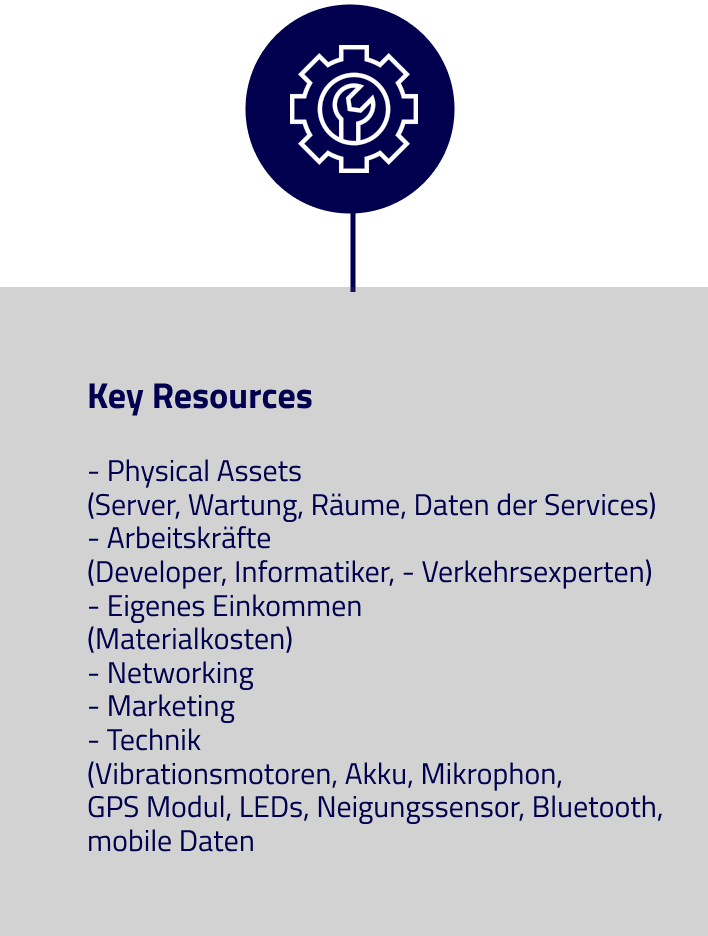 Key Resources
- Physical Assets
(Server, Wartung, Räume, Daten der Services)
- Arbeitskräfte
(Developer, Informatiker, - Verkehrsexperten)
- Eigenes Einkommen
(Materialkosten)
- Networking
- Marketing
- Technik
(Vibrationsmotoren, Akku, Mikrophon,
GPS Modul, LEDs, Neigungssensor, Bluetooth,
mobile Daten